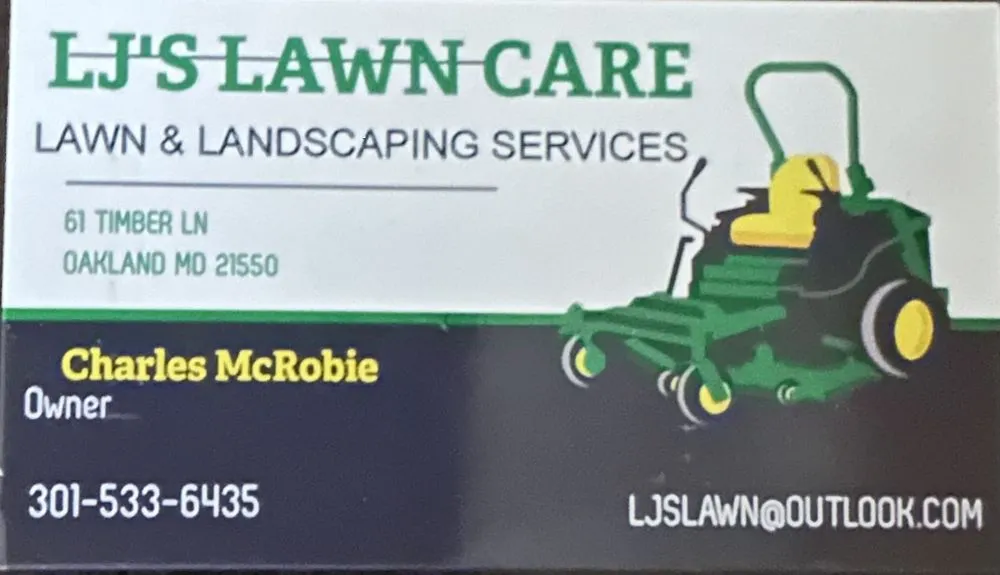 LJ'S LAWN CARE
LAWN & LANDSCAPING SERVICES
61 TIMBER LN
OAKLAND MD 21550
Charles McRobie
Owner
301-533-6435
LJSLAWN@OUTLOOK.COM